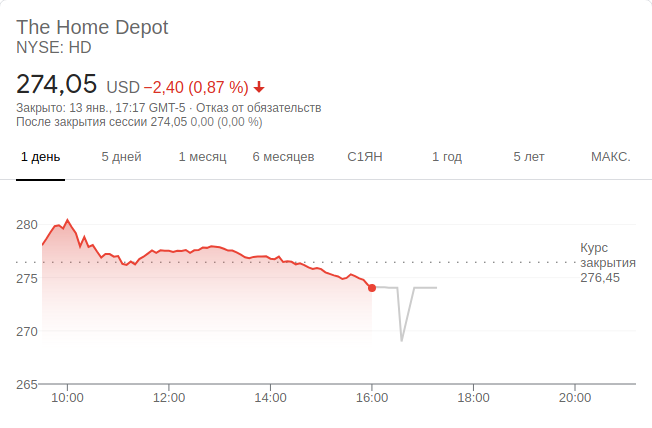 The Home Depot
NYSE: HD
274,05 USD −2,40 (0,87 %)
Закрыто: 13 янв., 17:17 GMT-5 · Отказ от обязательств
После закрытия сессии 274,05 0,00 (0,00 %)
1 день 5 дней 1 месяц 6 месяцев С1ЯН 1 год 5 лет МАКС.
280
Курс
закрытия
276,45
275
270
265
10:00 12:00 14:00 16:00 18:00 20:00